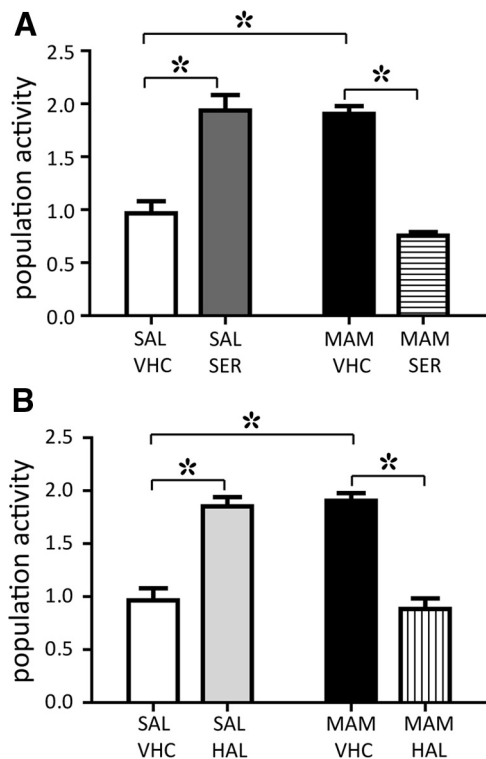 A
*
2.5
*
*
2.0
1.5
1.0
0.5
0.0
population activity
SAL SAL MAM MAM
VHC SER VHC SER
B
*
2.5
*
*
2.0
1.5
1.0
0.5
0.0
population activity
SAL SAL MAM MAM
VHC HAL VHC HAL